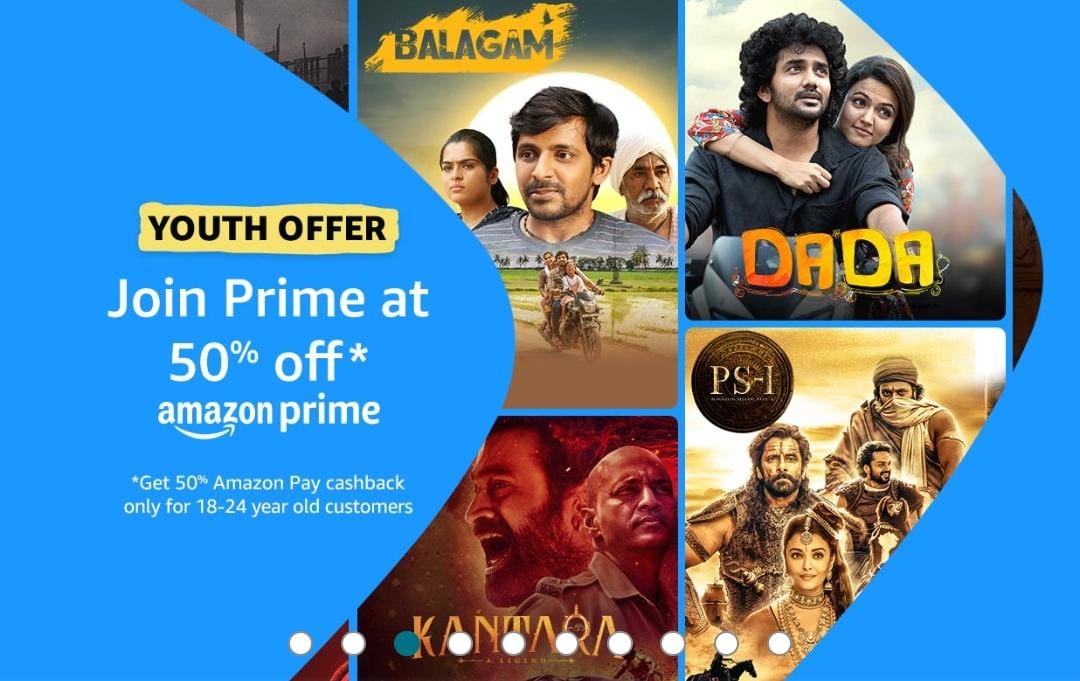 YOUTH OFFER
Join Prime at
50% off*
amazon prime
*Get 50% Amazon Pay cashback
only for 18-24 year old customers
BALAGAM
DADA
PS-I
KANTARA
A LEGEND